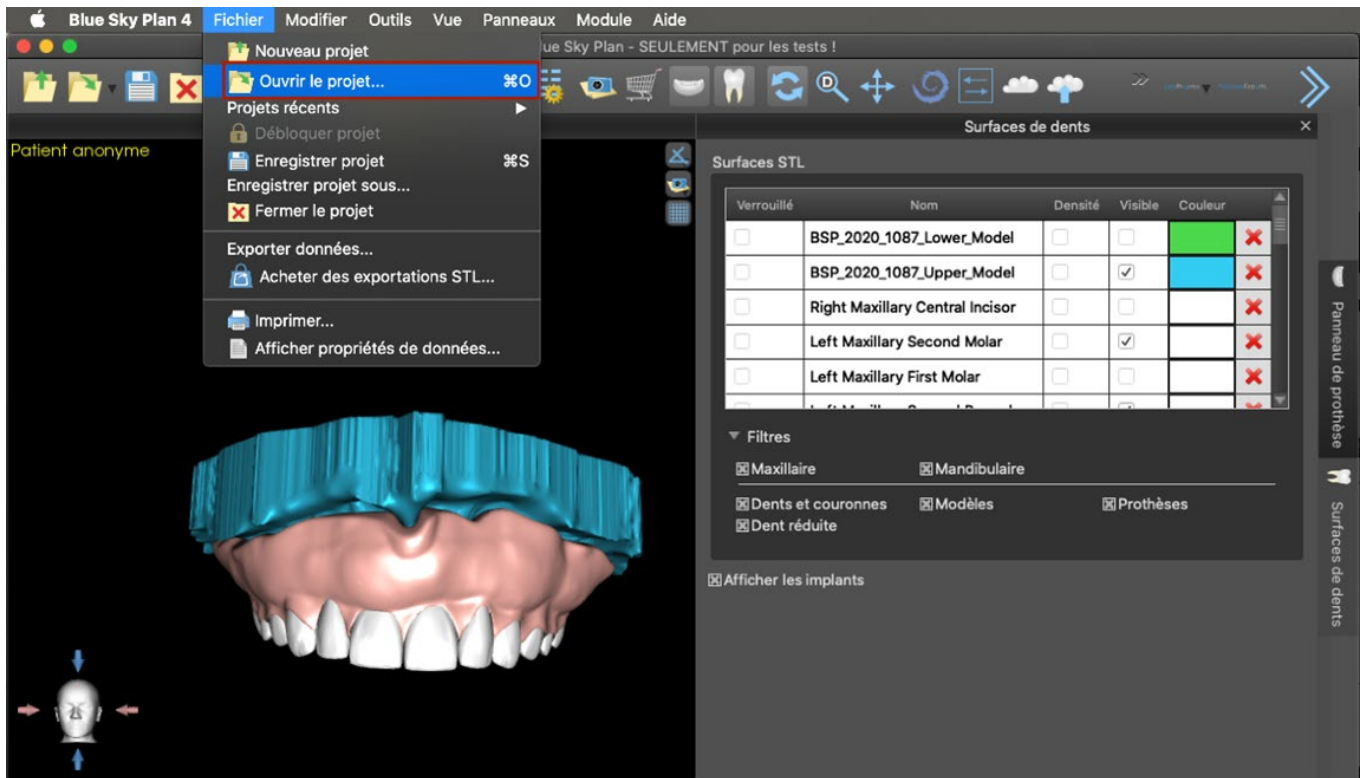 Blue Sky Plan 4 Fichier Modifier Outils Vue Panneaux Module Aide
ue Sky Plan - SEULEMENT pour les tests !
Nouveau projet
Ouvrir le projet... ⌘O
Projets récents
Débloquer projet
Enregistrer projet ⌘S
Enregistrer projet sous...
Fermer le projet
Exporter données...
Acheter des exportations STL...
Imprimer...
Afficher propriétés de données...
Patient anonyme
Surfaces de dents
Surfaces STL
Verrouillé Nom Densité Visible Couleur
BSP_2020_1087_Lower_Model
BSP_2020_1087_Upper_Model
Right Maxillary Central Incisor
Left Maxillary Second Molar
Left Maxillary First Molar
Filtres
Maxillaire Mandibulaire
Dents et couronnes Modèles Prothèses
Dent réduite
Afficher les implants
Panneau de prothèse
Surfaces de dents